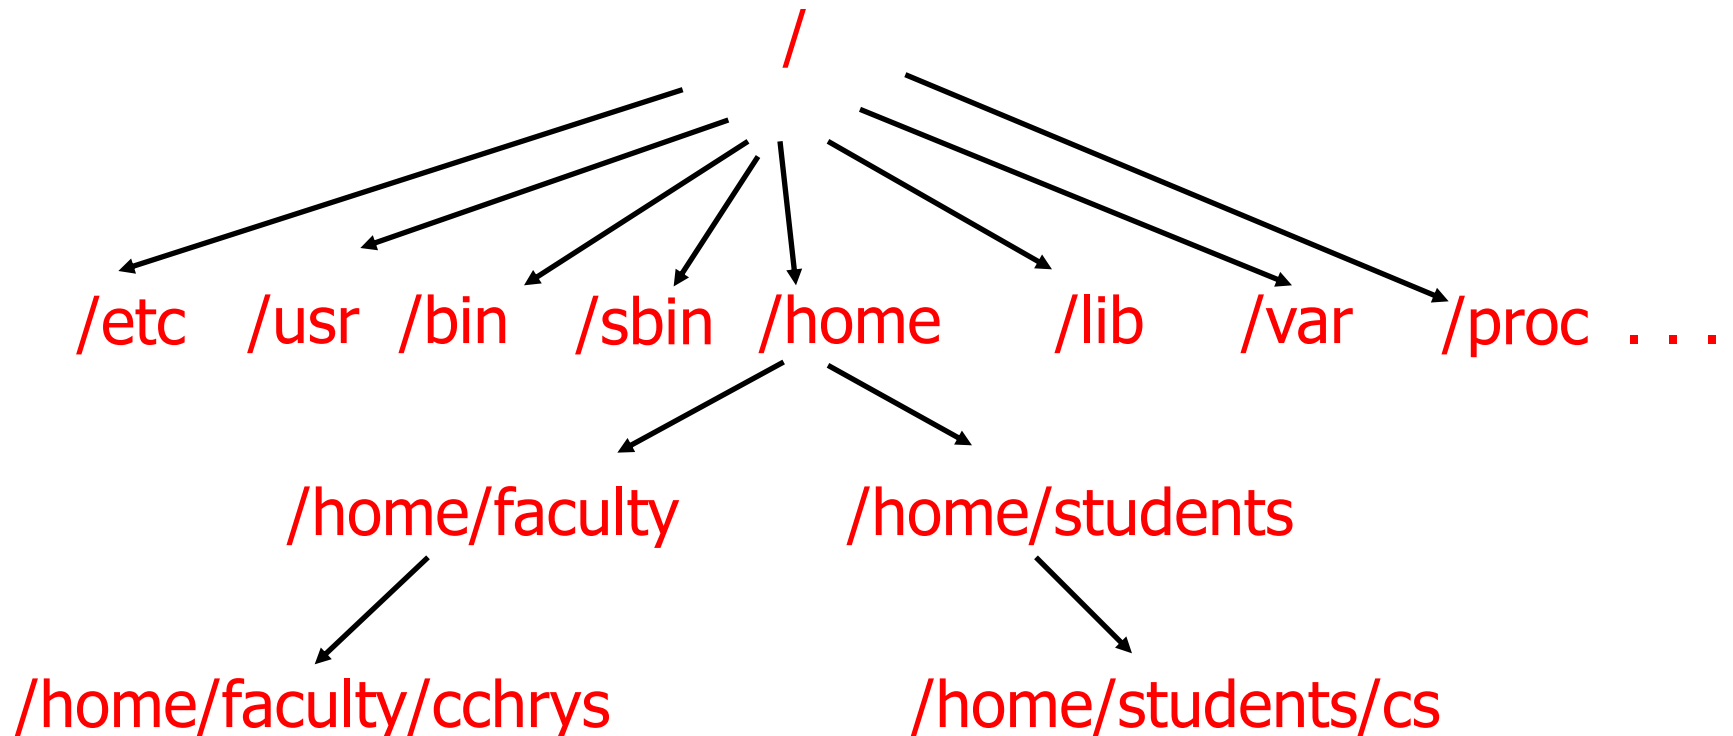 /
/etc /usr /bin /sbin /home /lib /var /proc . . .
/home/faculty /home/students
/home/faculty/cchrys /home/students/cs